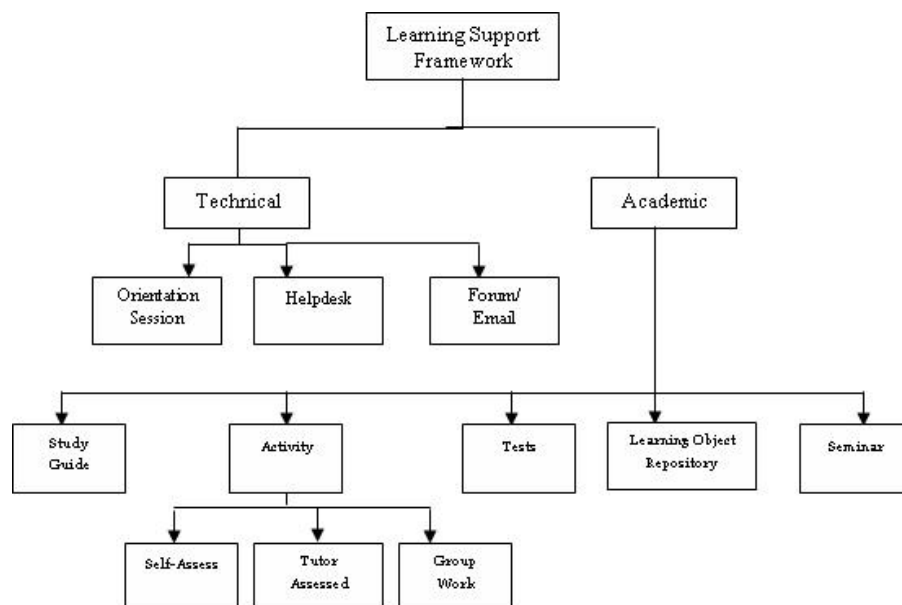 Learning Support
Framework
Technical
Academic
Orientation
Session
Helpdesk
Forum/
Email
Study
Guide
Activity
Tests
Learning Object
Repository
Seminar
Self-Assess
Tutor
Assessed
Group
Work